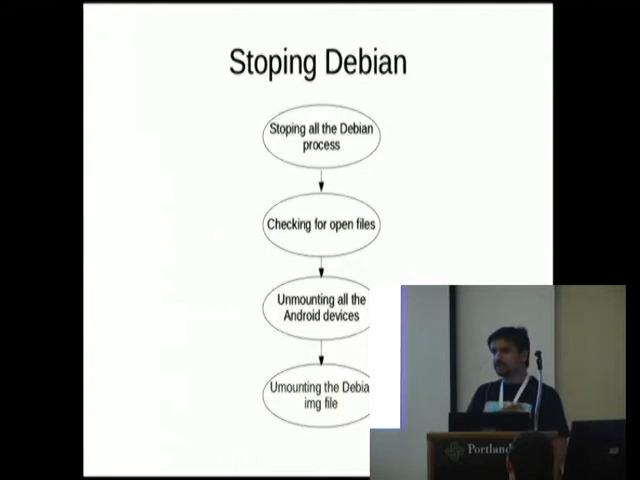 Stoping Debian
Stoping all the Debian
process
Checking for open files
Unmounting all the
Android devices
Umounting the Debia
img file
Portland